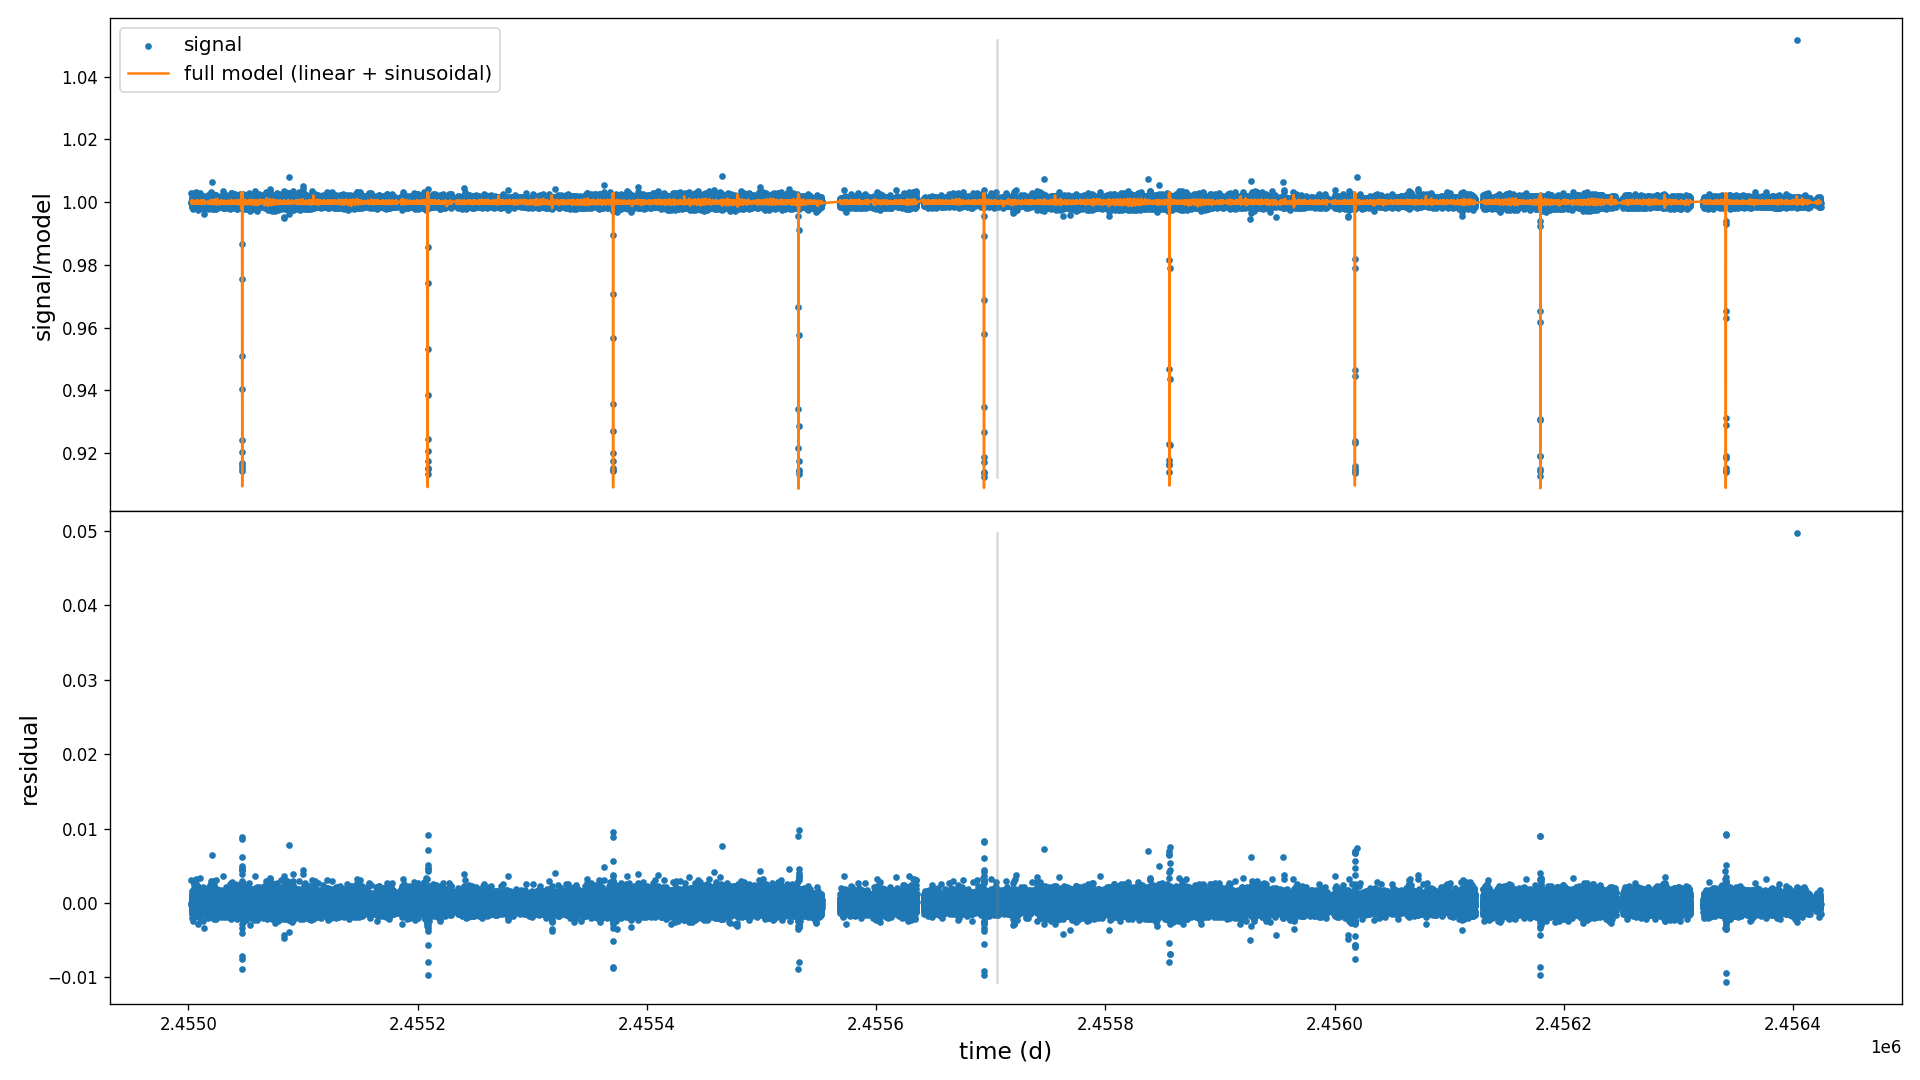 signal
full model (linear + sinusoidal)
signal/model
1.04
1.02
1.00
0.98
0.96
0.94
0.92
residual
0.05
0.04
0.03
0.02
0.01
0.00
−0.01
2.4550 2.4552 2.4554 2.4556 2.4558 2.4560 2.4562 2.4564
time (d)
1e6